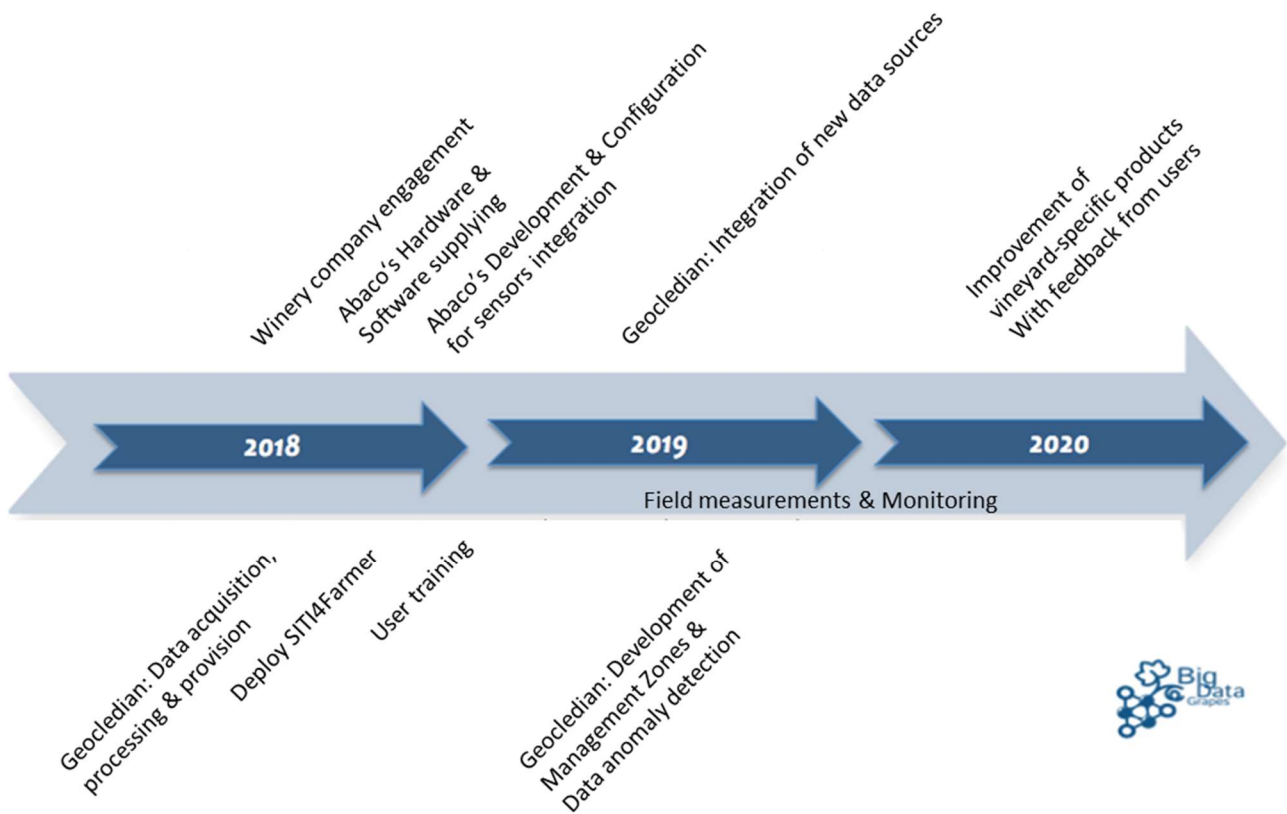 Winery company engagement
Abaco‘s Hardware &
Software supplying
Abaco‘s Development & Configuration
for sensors integration
Geocledian: Integration of new data sources
Improvement of
vineyard-specific products
With feedback from users
2018
2019
2020
Field measurements & Monitoring
Geocledian: Data acquisition,
processing & provision
Deploy SITI4Farmer
User training
Geocledian: Development of
Management Zones &
Data anomaly detection
Big
Data
Grapes